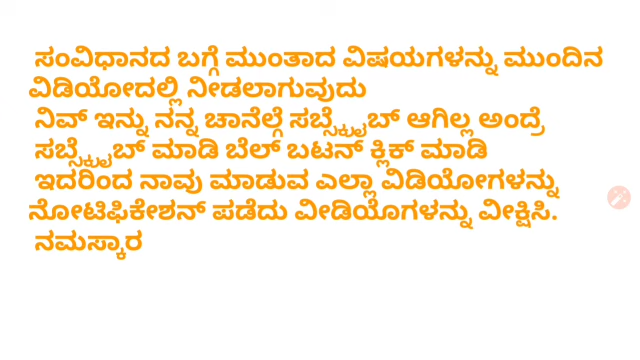 ಸಂವಿಧಾನದ ಬಗ್ಗೆ ಮುಂತಾದ ವಿಷಯಗಳನ್ನು ಮುಂದಿನ
ವಿಡಿಯೋದಲ್ಲಿ ನೀಡಲಾಗುವುದು
ನಿವ್ ಇನ್ನು ನನ್ನ ಚಾನೆಲ್ಗೆ ಸಬ್ಸ್ಕ್ರೈಬ್ ಆಗಿಲ್ಲ ಅಂದ್ರೆ
ಸಬ್ಸ್ಕ್ರೈಬ್ ಮಾಡಿ ಬೆಲ್ ಬಟನ್ ಕ್ಲಿಕ್ ಮಾಡಿ
ಇದರಿಂದ ನಾವು ಮಾಡುವ ಎಲ್ಲಾ ವಿಡಿಯೋಗಳನ್ನು
ನೋಟಿಫಿಕೇಶನ್ ಪಡೆದು ವೀಡಿಯೊಗಳನ್ನು ವೀಕ್ಷಿಸಿ.
ನಮಸ್ಕಾರ